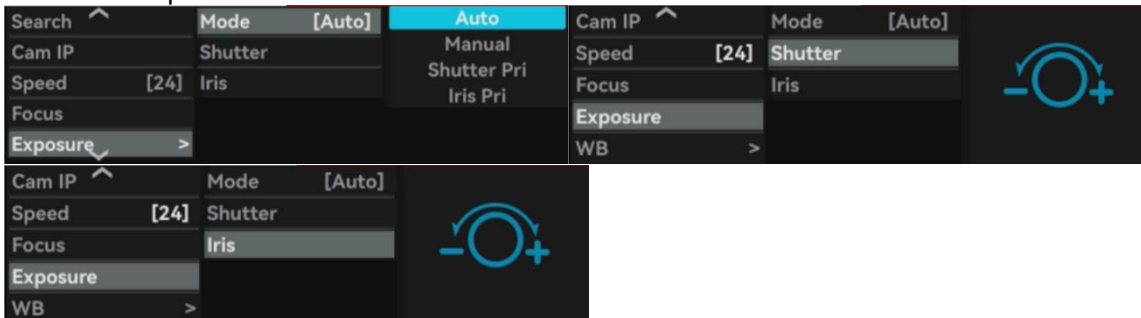 Search
Cam IP
Speed [24]
Focus
Exposure >
Mode [Auto]
Shutter
Iris
Auto
Manual
Shutter Pri
Iris Pri
Cam IP
Speed [24]
Focus
Exposure
WB >
Mode [Auto]
Shutter
Iris
- +
Cam IP
Speed [24]
Focus
Exposure
WB >
Mode [Auto]
Shutter
Iris
- +